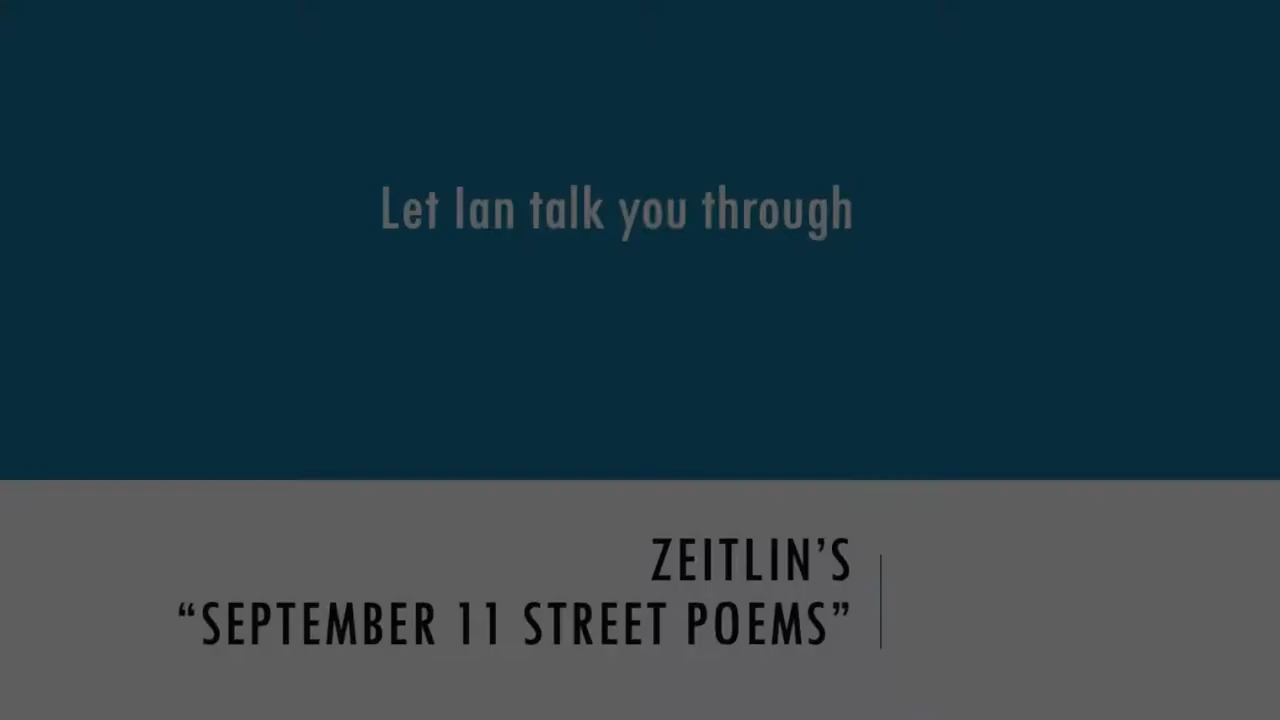 Let Ian talk you through
ZEITLIN’S
“SEPTEMBER 11 STREET POEMS”